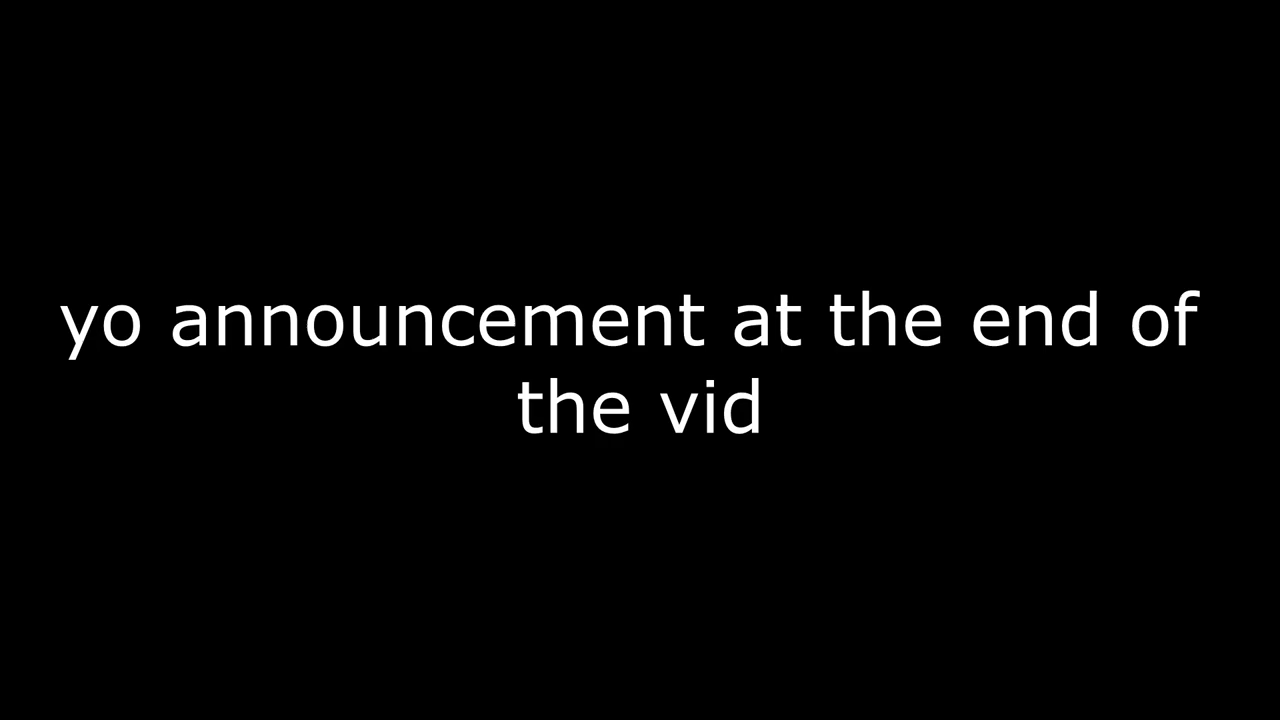 yo announcement at the end of
the vid